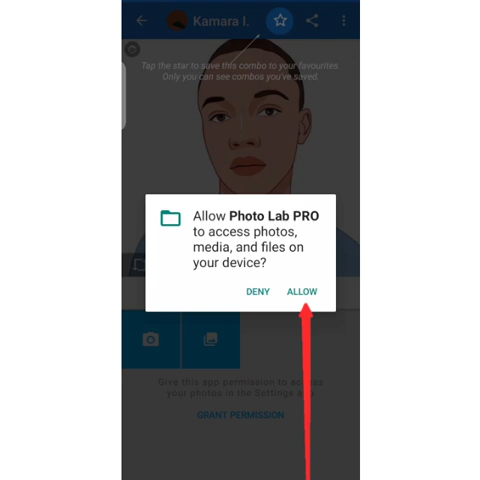 Kamara I.
Tap the star to save this combo to your favourites.
Only you can see combos you've saved.
Allow Photo Lab PRO
to access photos,
media, and files on
your device?
DENY ALLOW
Give this app permission to access
your photos in the Settings app
GRANT PERMISSION